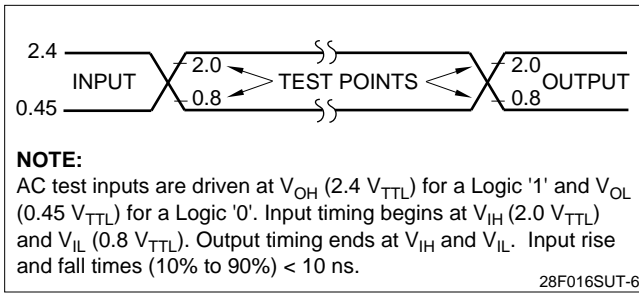 2.4
2.0 2.0
INPUT TEST POINTS OUTPUT
0.8 0.8
0.45
NOTE:
AC test inputs are driven at VOH (2.4 VTTL) for a Logic '1' and VOL
(0.45 VTTL) for a Logic '0'. Input timing begins at VIH (2.0 VTTL)
and VIL (0.8 VTTL). Output timing ends at VIH and VIL. Input rise
and fall times (10% to 90%) < 10 ns.
28F016SUT-6